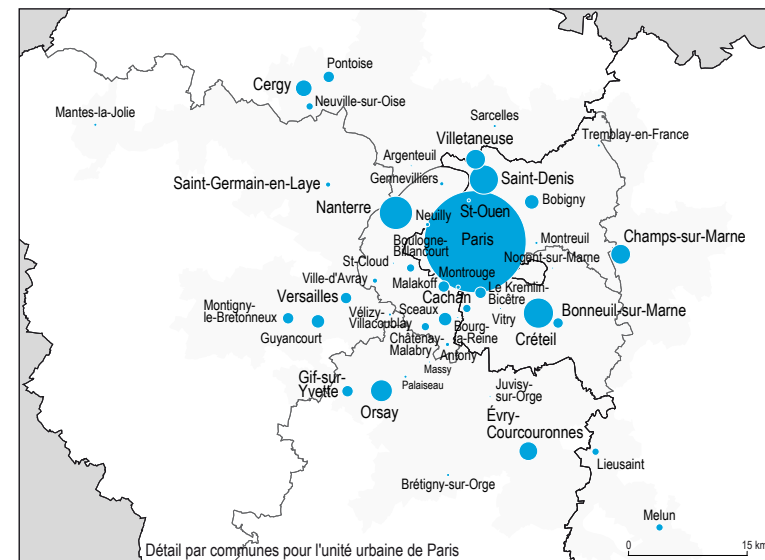 Pontoise
Cergy
Neuville-sur-Oise
Mantes-la-Jolie
Sarcelles
Villetaneuse
Tremblay-en-France
Argenteuil
Gennevilliers
Saint-Denis
Saint-Germain-en-Laye
Bobigny
Nanterre
Neuilly
St-Ouen
Paris
Montreuil
Champs-sur-Marne
Boulogne-
Billancourt
Nogent-sur-Marne
St-Cloud
Montrouge
Ville-d'Avray
Malakoff
Le Kremlin-
Bicêtre
Versailles
Cachan
Montigny-
le-Bretonneux
Vélizy-
Villacoublay
Sceaux
Vitry
Bonneuil-sur-Marne
Guyancourt
Châtenay-
Malabry
Bourg-
la-Reine
Créteil
Antony
Massy
Gif-sur-
Yvette
Palaiseau
Juvisy-
sur-Orge
Orsay
Évry-
Courcouronnes
Lieusaint
Brétigny-sur-Orge
Melun
Détail par communes pour l'unité urbaine de Paris
0 15 km